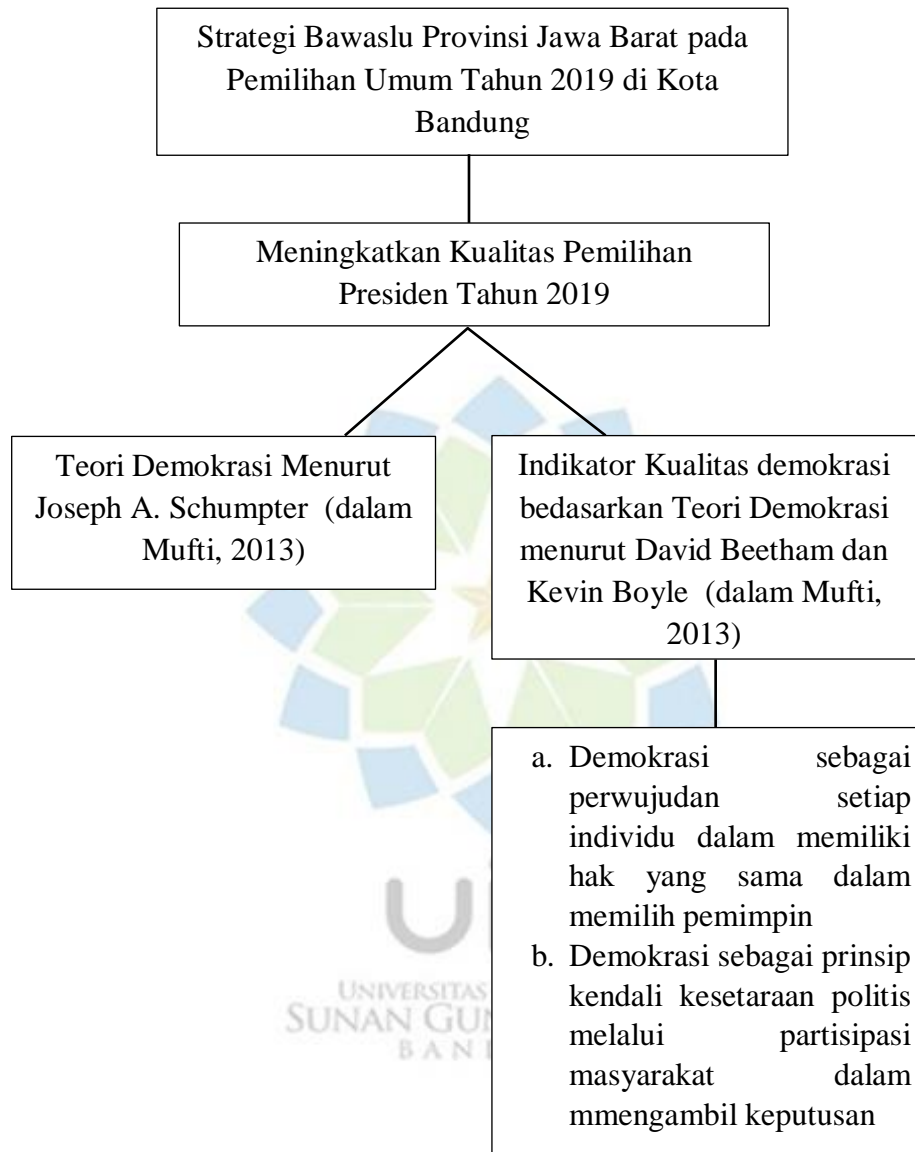 Strategi Bawaslu Provinsi Jawa Barat pada
Pemilihan Umum Tahun 2019 di Kota
Bandung
Meningkatkan Kualitas Pemilihan
Presiden Tahun 2019
Teori Demokrasi Menurut
Joseph A. Schumpter (dalam
Mufti, 2013)
Indikator Kualitas demokrasi
bedasarkan Teori Demokrasi
menurut David Beetham dan
Kevin Boyle (dalam Mufti,
2013)
a. Demokrasi sebagai
perwujudan setiap
individu dalam memiliki
hak yang sama dalam
memilih pemimpin
b. Demokrasi sebagai prinsip
kendali kesetaraan politis
melalui partisipasi
masyarakat dalam
mmengambil keputusan
UNIVERSITAS
SUNAN